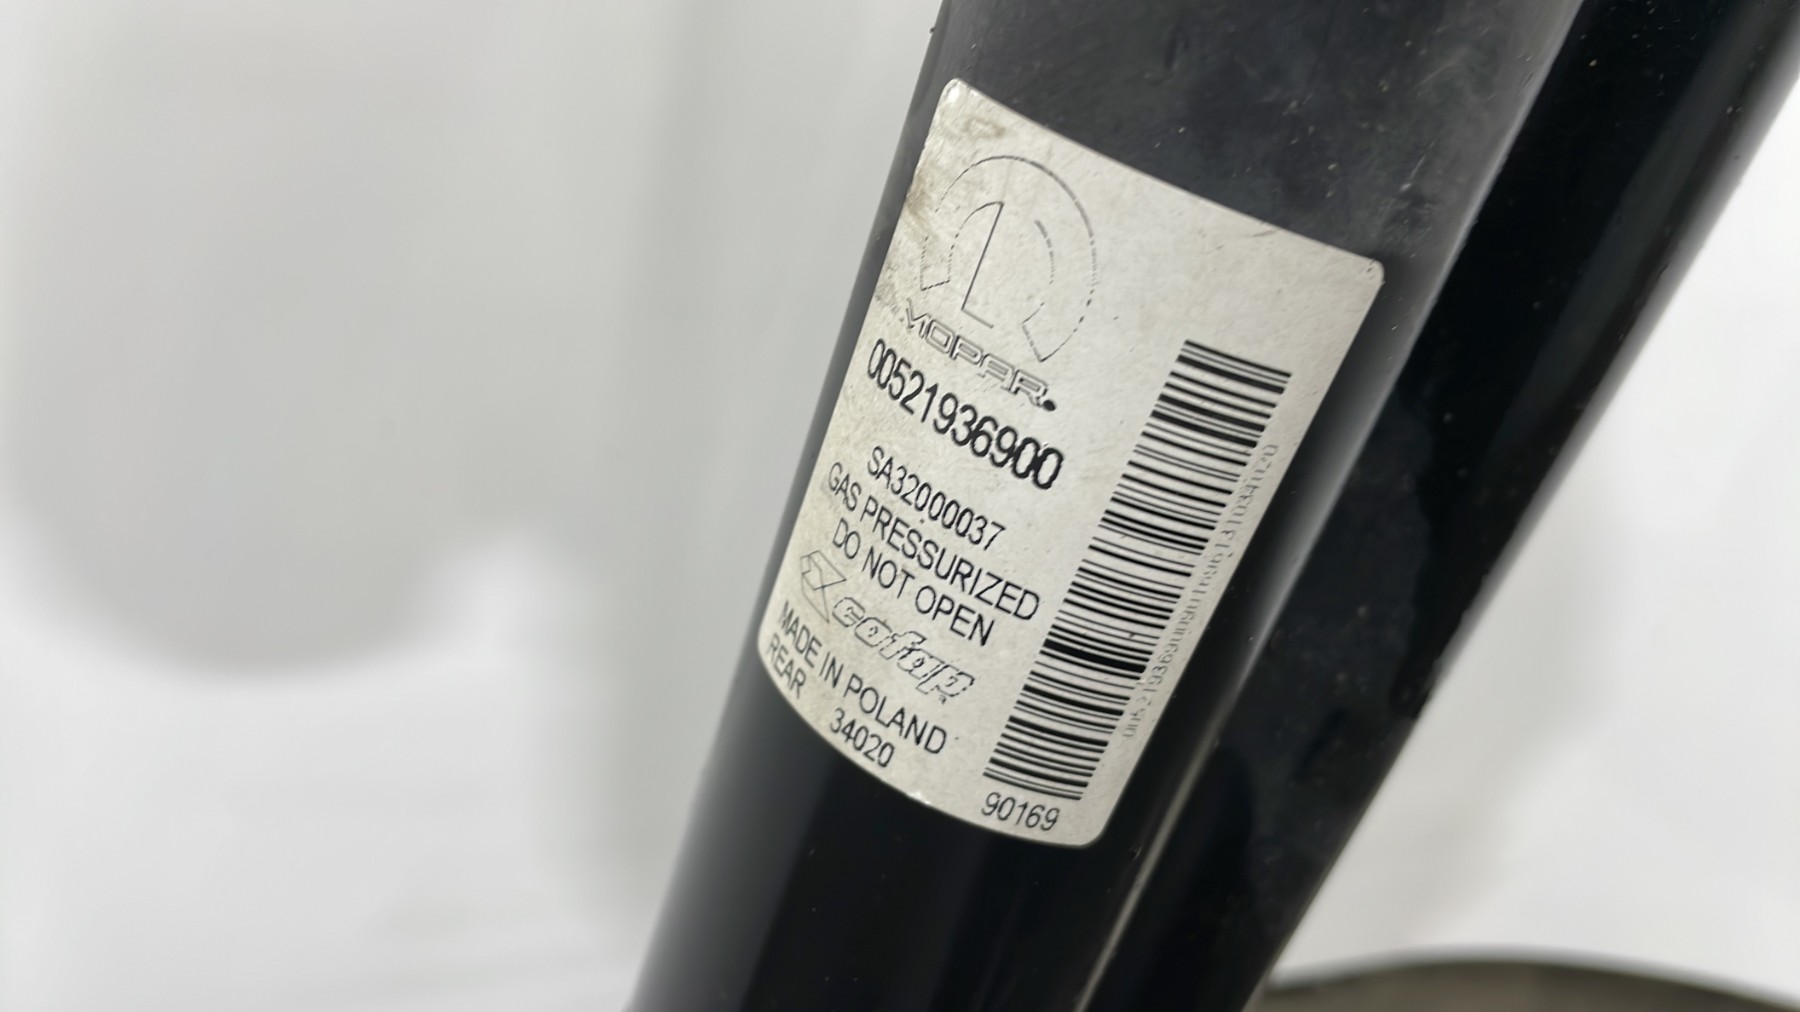 MOPAR
00521936900
SA32000037
GAS PRESSURIZED
DO NOT OPEN
cofap
MADE IN POLAND
REAR
34020
90169